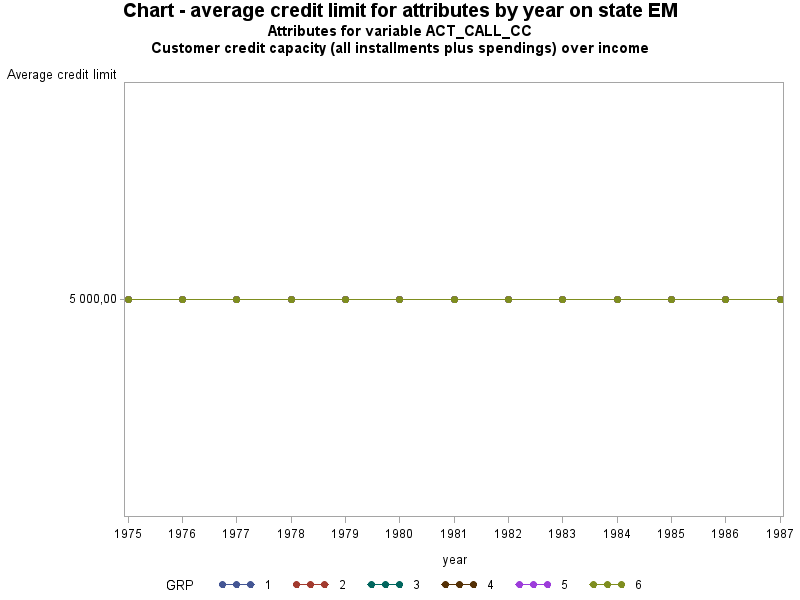 Chart - average credit limit for attributes by year on state EM
Attributes for variable ACT_CALL_CC
Customer credit capacity (all installments plus spendings) over income
Average credit limit
5 000,00
1975 1976 1977 1978 1979 1980 1981 1982 1983 1984 1985 1986 1987
year
GRP 1 2 3 4 5 6